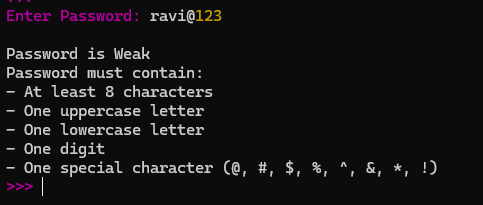 Enter Password: ravi@123
Password is Weak
Password must contain:
- At least 8 characters
- One uppercase letter
- One lowercase letter
- One digit
- One special character (@, #, $, %, ^, &, *, !)
>>>